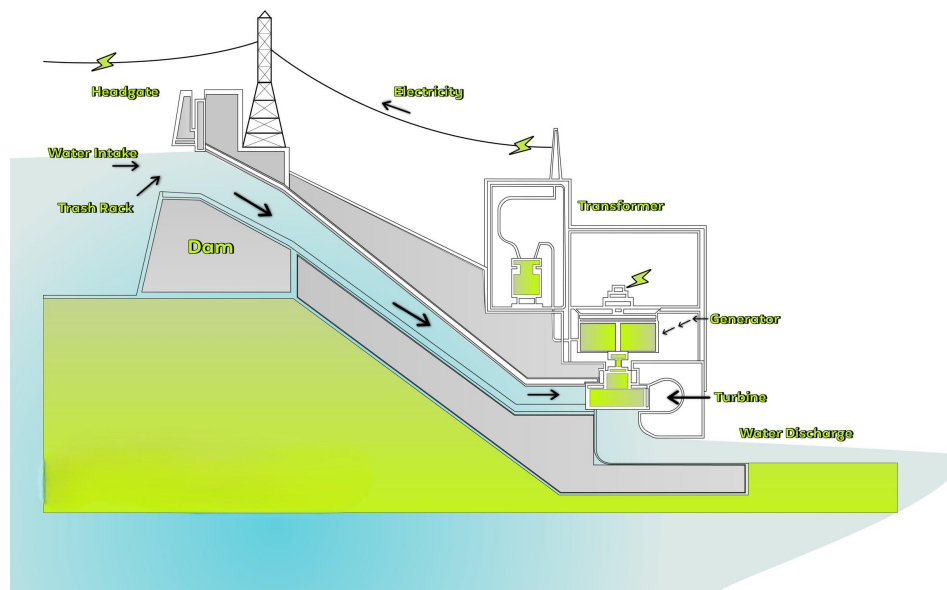 Headgate
Electricity
Water Intake
Trash Rack
Transformer
Dam
Generator
Turbine
Water Discharge